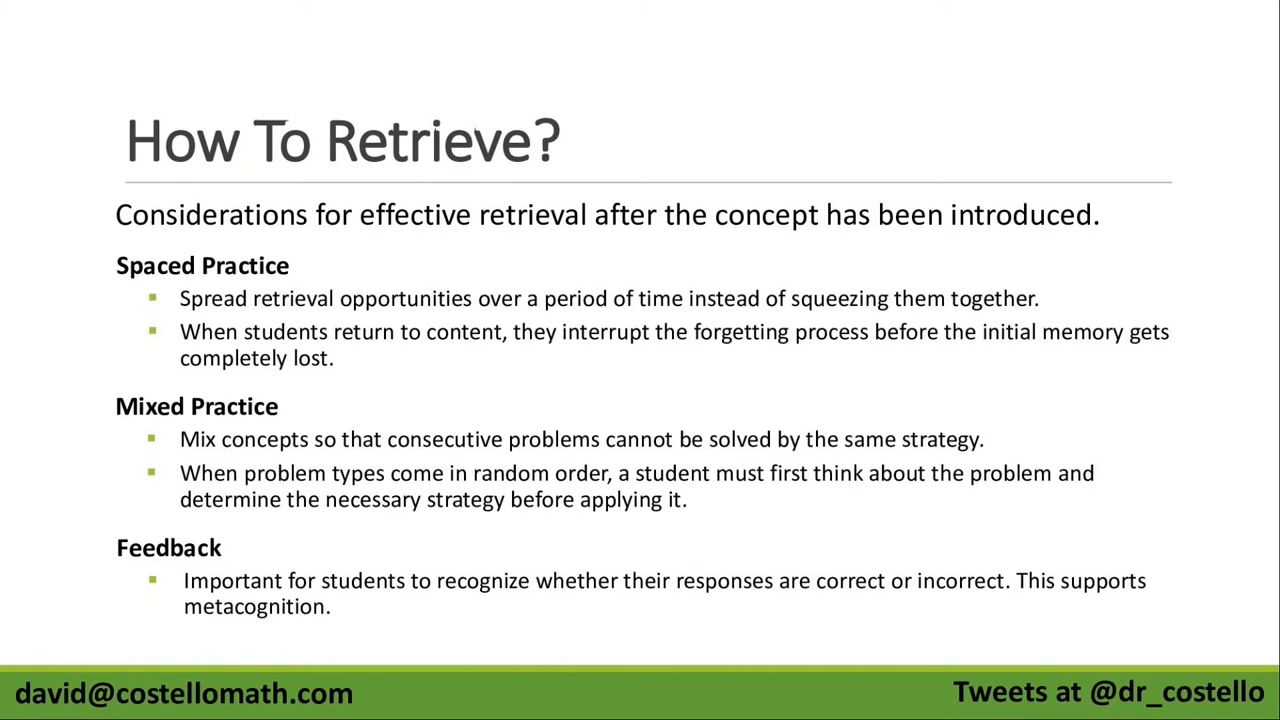 How To Retrieve?
Considerations for effective retrieval after the concept has been introduced.
Spaced Practice
▪ Spread retrieval opportunities over a period of time instead of squeezing them together.
▪ When students return to content, they interrupt the forgetting process before the initial memory gets
completely lost.
Mixed Practice
▪ Mix concepts so that consecutive problems cannot be solved by the same strategy.
▪ When problem types come in random order, a student must first think about the problem and
determine the necessary strategy before applying it.
Feedback
▪ Important for students to recognize whether their responses are correct or incorrect. This supports
metacognition.
david@costellomath.com
Tweets at @dr_costello